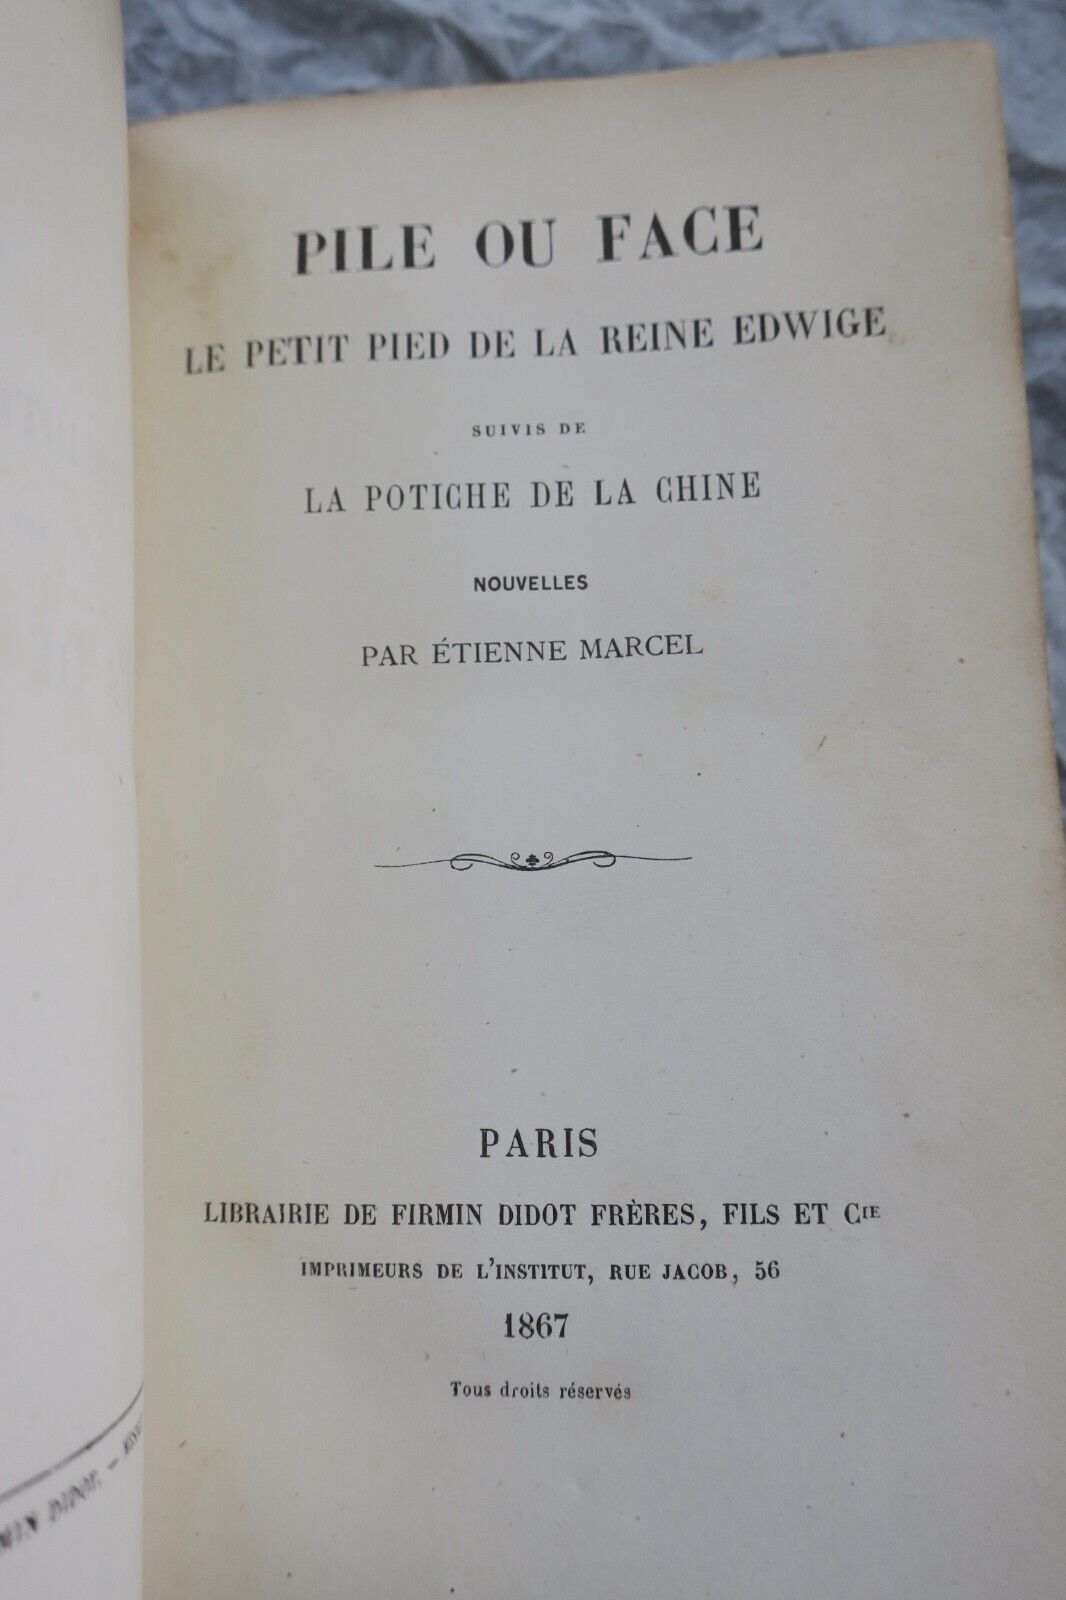 PILE OU FACE
LE PETIT PIED DE LA REINE EDWIGE
SUIVIS DE
LA POTICHE DE LA CHINE
NOUVELLES
PAR ÉTIENNE MARCEL
PARIS
LIBRAIRIE DE FIRMIN DIDOT FRÈRES, FILS ET CIE
IMPRIMEURS DE L'INSTITUT, RUE JACOB, 56
1867
Tous droits réservés
MIN DIDOT. —